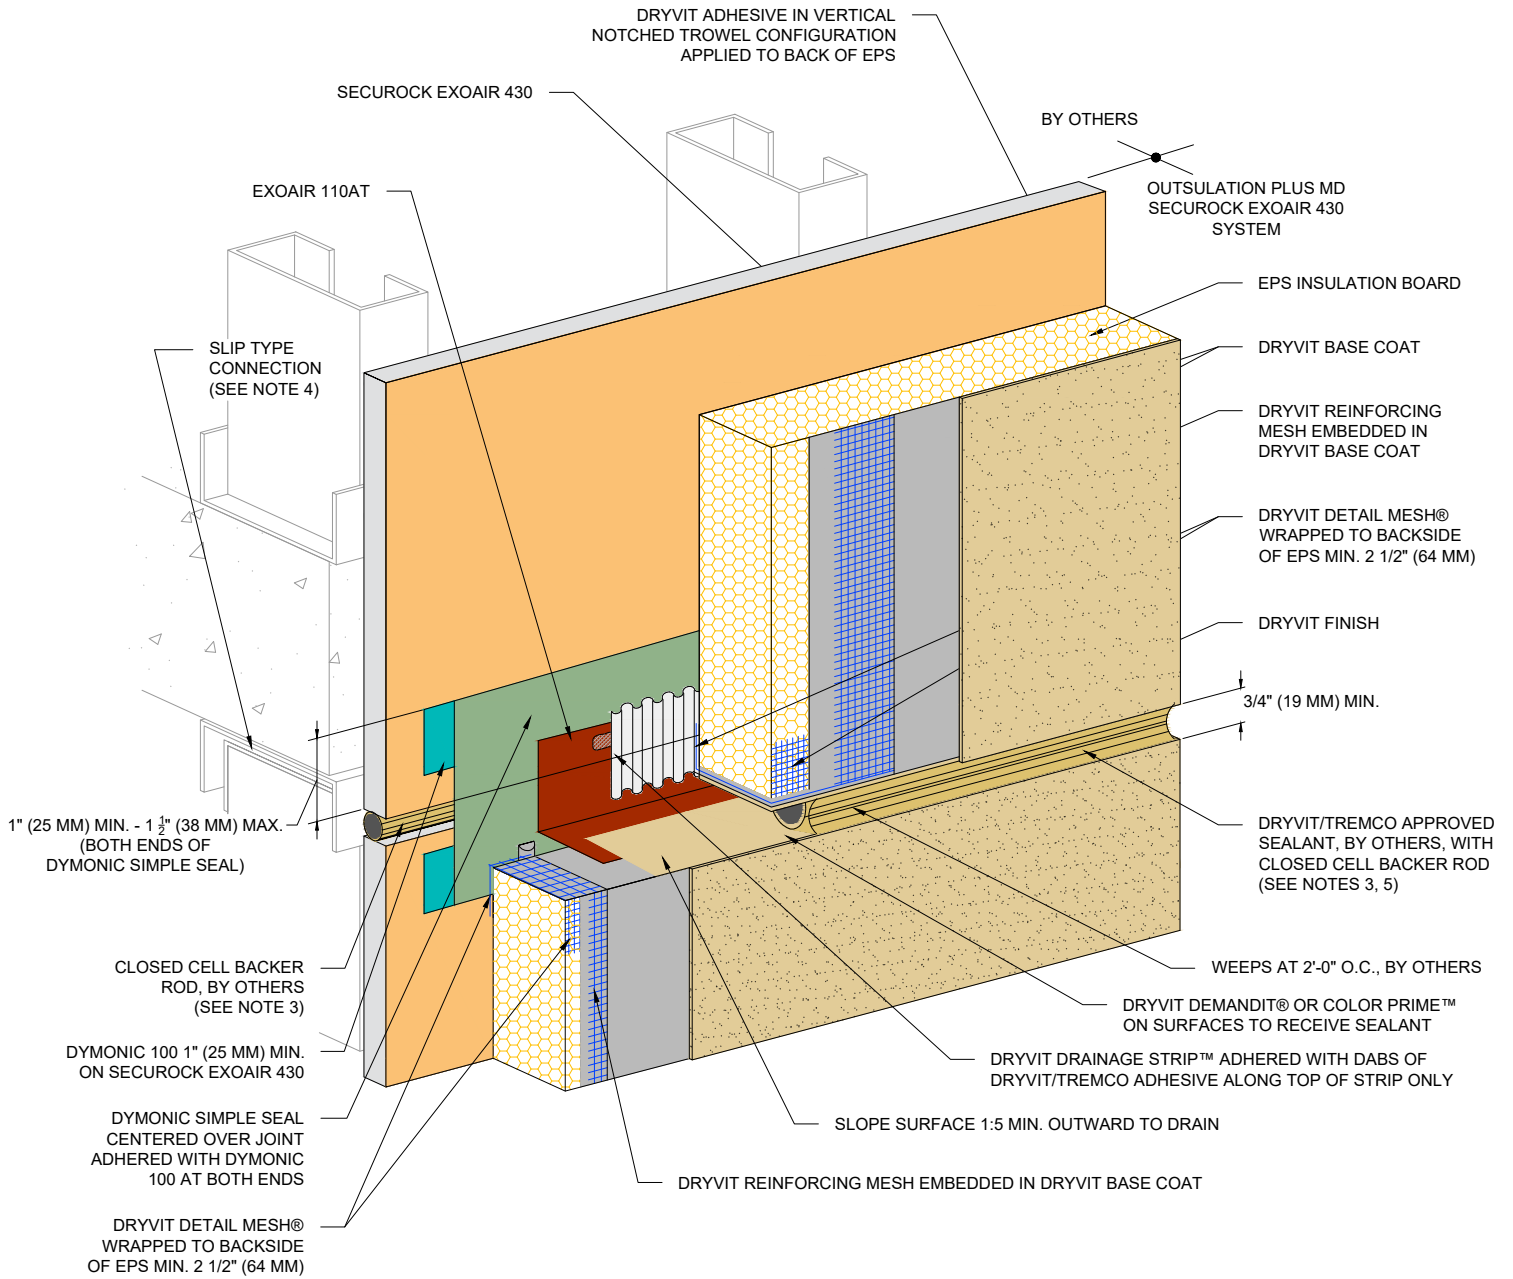 DRYVIT ADHESIVE IN VERTICAL
NOTCHED TROWEL CONFIGURATION
APPLIED TO BACK OF EPS
SECUROCK EXOAIR 430
BY OTHERS
EXOAIR 110AT
OUTSULATION PLUS MD
SECUROCK EXOAIR 430
SYSTEM
EPS INSULATION BOARD
SLIP TYPE
CONNECTION
(SEE NOTE 4)
DRYVIT BASE COAT
DRYVIT REINFORCING
MESH EMBEDDED IN
DRYVIT BASE COAT
DRYVIT DETAIL MESH®
WRAPPED TO BACKSIDE
OF EPS MIN. 2 1/2" (64 MM)
DRYVIT FINISH
3/4" (19 MM) MIN.
1" (25 MM) MIN. - 1 1/2" (38 MM) MAX.
(BOTH ENDS OF
DYMONIC SIMPLE SEAL)
DRYVIT/TREMCO APPROVED
SEALANT, BY OTHERS, WITH
CLOSED CELL BACKER ROD
(SEE NOTES 3, 5)
CLOSED CELL BACKER
ROD, BY OTHERS
(SEE NOTE 3)
WEEPS AT 2'-0" O.C., BY OTHERS
DRYVIT DEMANDIT® OR COLOR PRIME™
ON SURFACES TO RECEIVE SEALANT
DYMONIC 100 1" (25 MM) MIN.
ON SECUROCK EXOAIR 430
DRYVIT DRAINAGE STRIP™ ADHERED WITH DABS OF
DRYVIT/TREMCO ADHESIVE ALONG TOP OF STRIP ONLY
DYMONIC SIMPLE SEAL
CENTERED OVER JOINT
ADHERED WITH DYMONIC
100 AT BOTH ENDS
SLOPE SURFACE 1:5 MIN. OUTWARD TO DRAIN
DRYVIT REINFORCING MESH EMBEDDED IN DRYVIT BASE COAT
DRYVIT DETAIL MESH®
WRAPPED TO BACKSIDE
OF EPS MIN. 2 1/2" (64 MM)